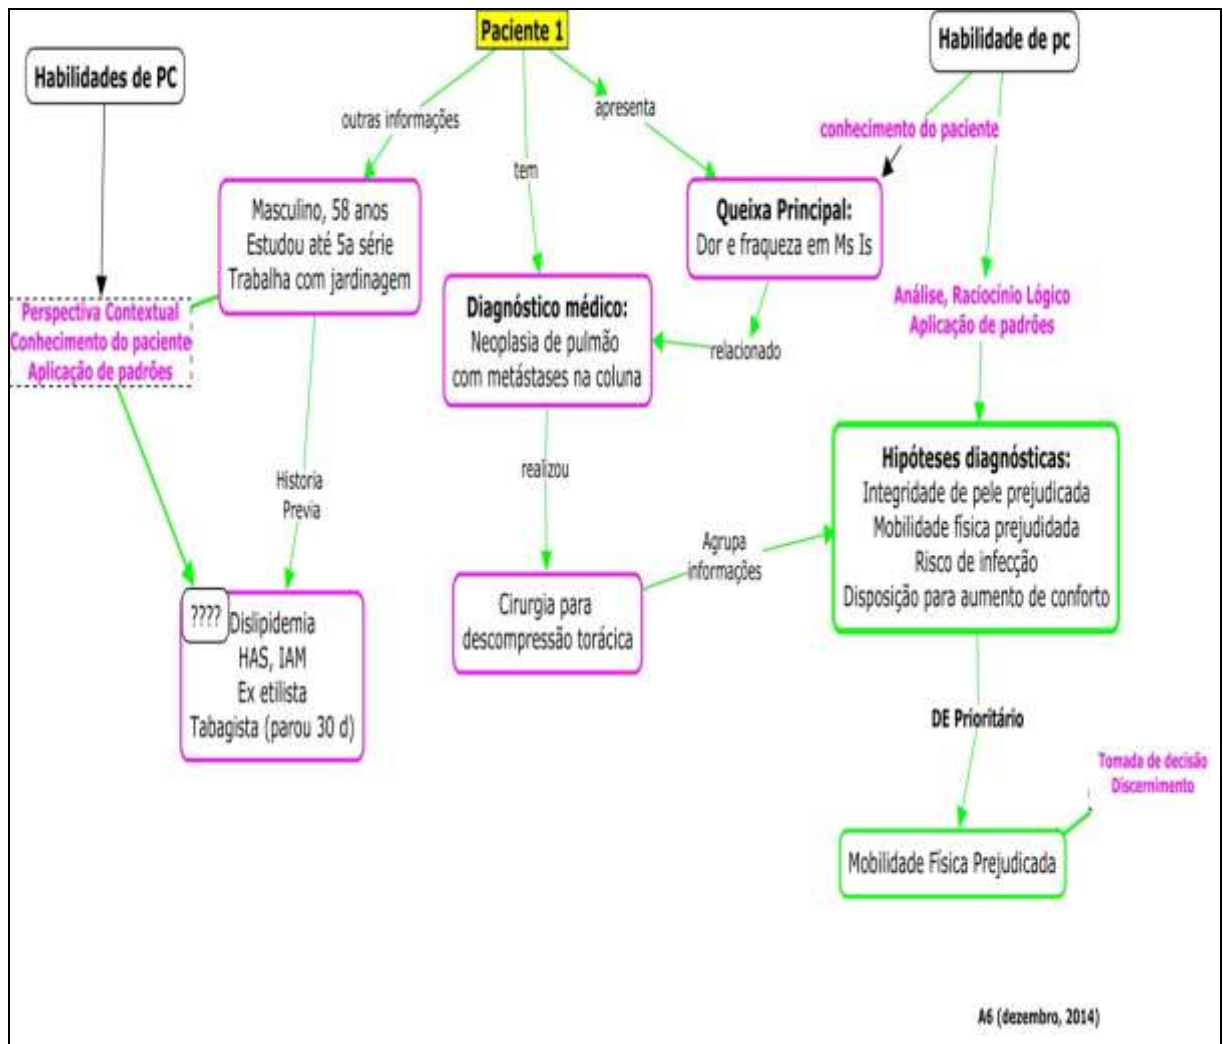 Paciente 1
Habilidade de pc
Habilidades de PC
outras informações
apresenta
conhecimento do paciente
tem
Masculino, 58 anos
Estudou até 5a série
Trabalha com jardinagem
Queixa Principal:
Dor e fraqueza em Ms Is
Perspectiva Contextual
Conhecimento do paciente
Aplicação de padrões
Diagnóstico médico:
Neoplasia de pulmão
com metástases na coluna
relacionado
Análise, Raciocínio Lógico
Aplicação de padrões
Historia
Previa
realizou
Hipóteses diagnósticas:
Integridade de pele prejudicada
Mobilidade física prejudidada
Risco de infecção
Disposição para aumento de conforto
Agrupa
informações
Cirurgia para
descompressão torácica
????
Dislipidemia
HAS, IAM
Ex etilista
Tabagista (parou 30 d)
DE Prioritário
Tomada de decisão
Discernimento
Mobilidade Física Prejudicada
A6 (dezembro, 2014)